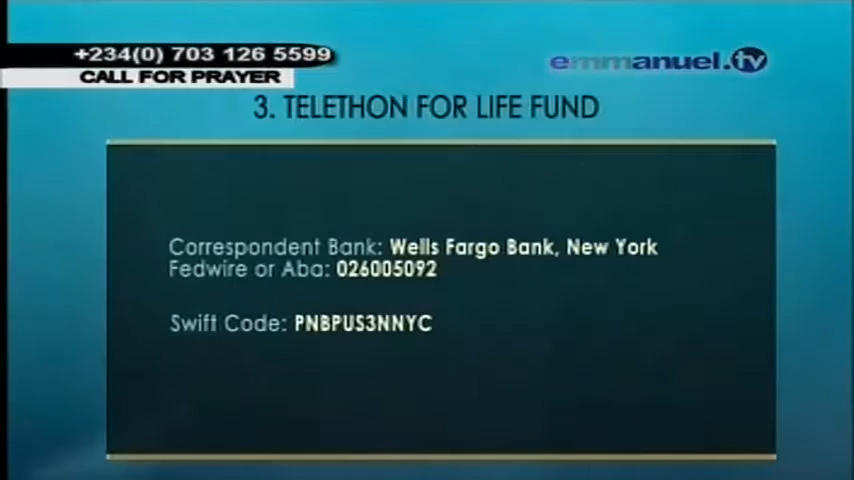 +234(0) 703 126 5599
CALL FOR PRAYER
emmanuel.tv
3. TELETHON FOR LIFE FUND
Correspondent Bank: Wells Fargo Bank, New York
Fedwire or Aba: 026005092
Swift Code: PNBPUS3NNYC